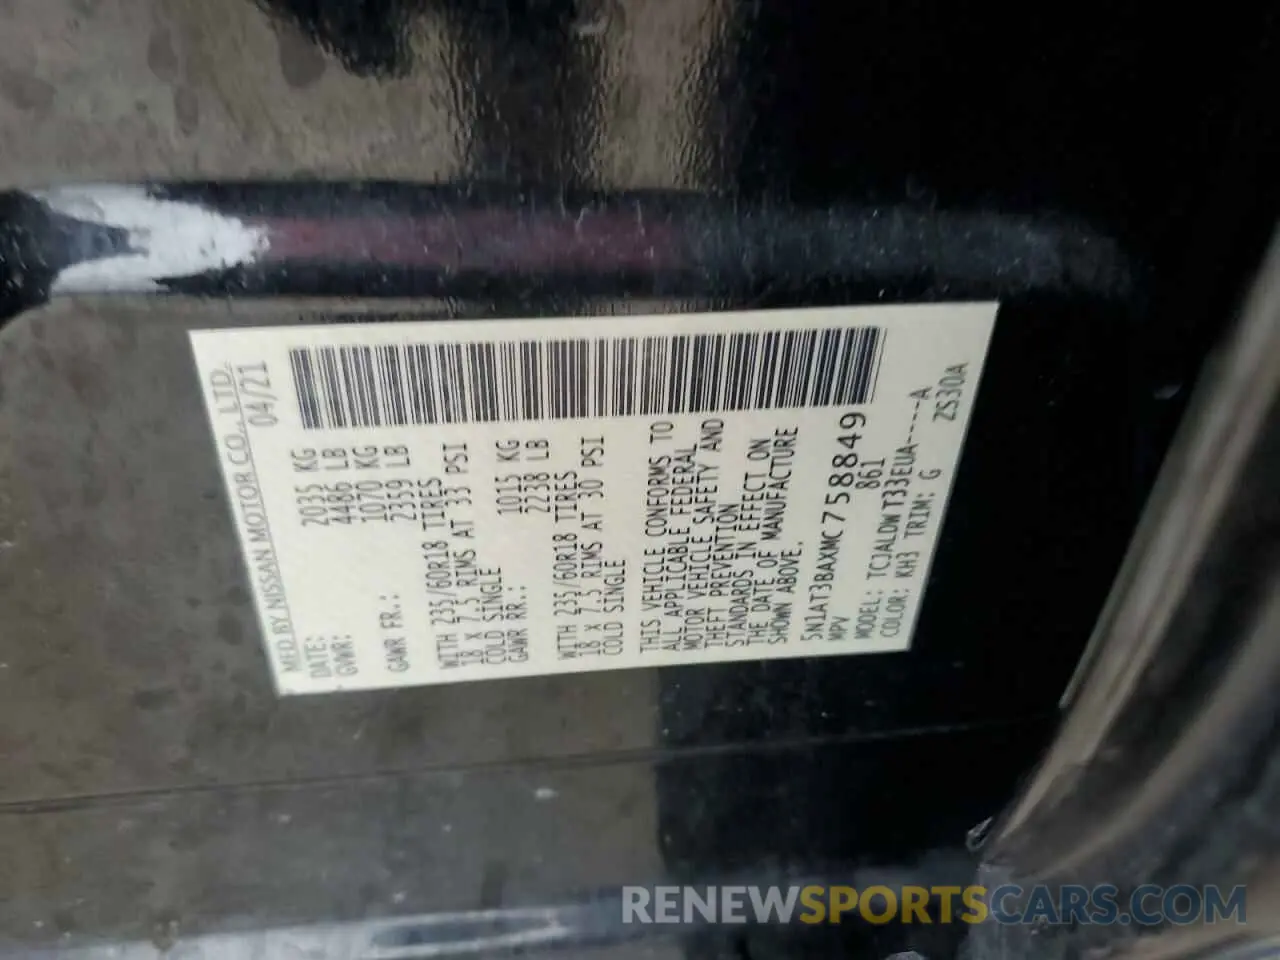 MFD BY NISSAN MOTOR CO., LTD.
DATE: 04/21
GVWR: 2035 KG
4486 LB
GAWR FR.: 1070 KG
2359 LB
WITH 235/60R18 TIRES
18 X 7.5 RIMS AT 33 PSI
COLD SINGLE
GAWR RR.: 1015 KG
2238 LB
WITH 235/60R18 TIRES
18 X 7.5 RIMS AT 30 PSI
COLD SINGLE
THIS VEHICLE CONFORMS TO
ALL APPLICABLE FEDERAL
MOTOR VEHICLE SAFETY AND
THEFT PREVENTION
STANDARDS IN EFFECT ON
THE DATE OF MANUFACTURE
SHOWN ABOVE.
5N1AT3BAXMC758849
MPV 861
MODEL: TCJALDWT33EUA-----A
COLOR: KH3 TRIM: G ZS30A
RENEWSPORTSCARS.COM